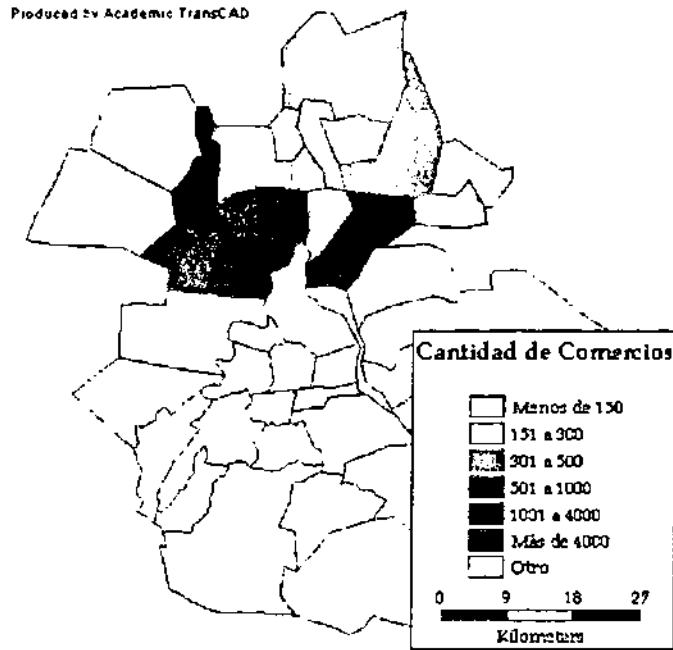 Produced by Academic TransCAD
Cantidad de Comercios
Menos de 150
151 a 300
301 a 500
501 a 1000
1001 a 4000
Más de 4000
Otro
0 9 18 27
Kilometers